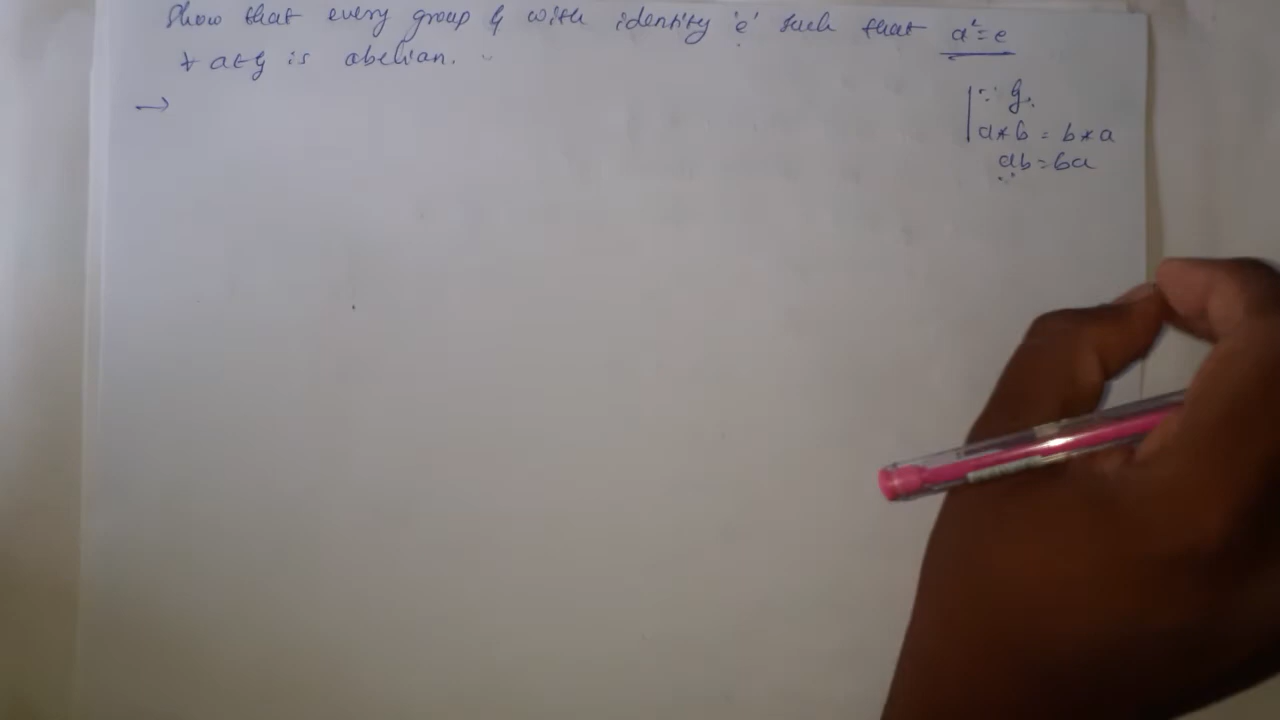 Show that every group G with identity 'e' such that a² = e
∀ a ∈ G is abelian.
→
∵ G.
a * b = b * a
ab = ba